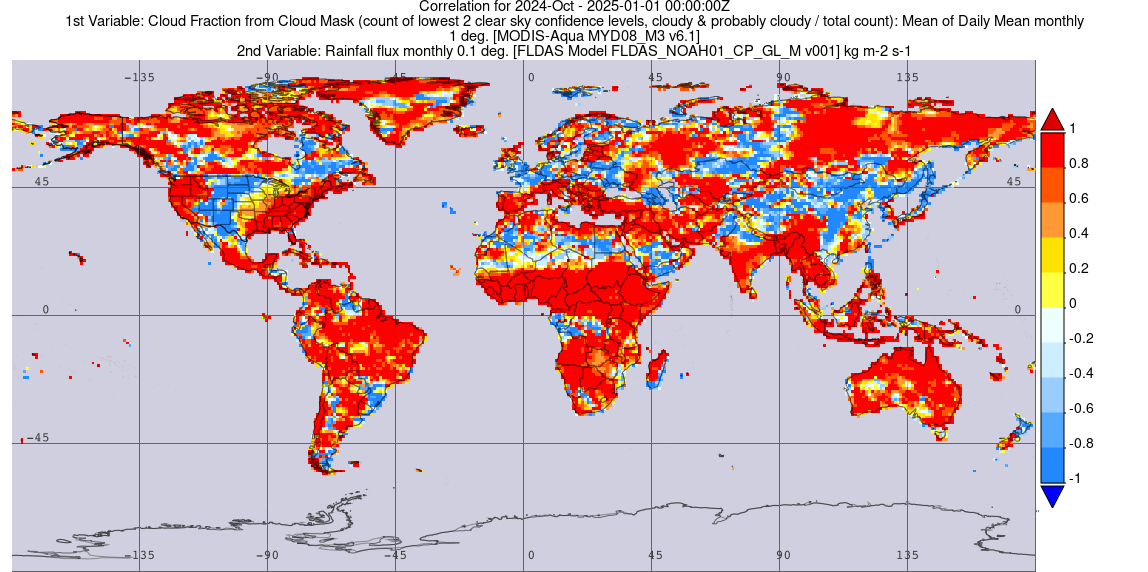 Correlation for 2024-Oct - 2025-01-01 00:00:00Z
1st Variable: Cloud Fraction from Cloud Mask (count of lowest 2 clear sky confidence levels, cloudy & probably cloudy / total count): Mean of Daily Mean monthly
1 deg. [MODIS-Aqua MYD08_M3 v6.1]
2nd Variable: Rainfall flux monthly 0.1 deg. [FLDAS Model FLDAS_NOAH01_CP_GL_M v001] kg m-2 s-1
-135 -90 -45 0 45 90 135
45 45
0 0
-45 -45
-135 -90 -45 0 45 90 135
1
0.8
0.6
0.4
0.2
0
-0.2
-0.4
-0.6
-0.8
-1